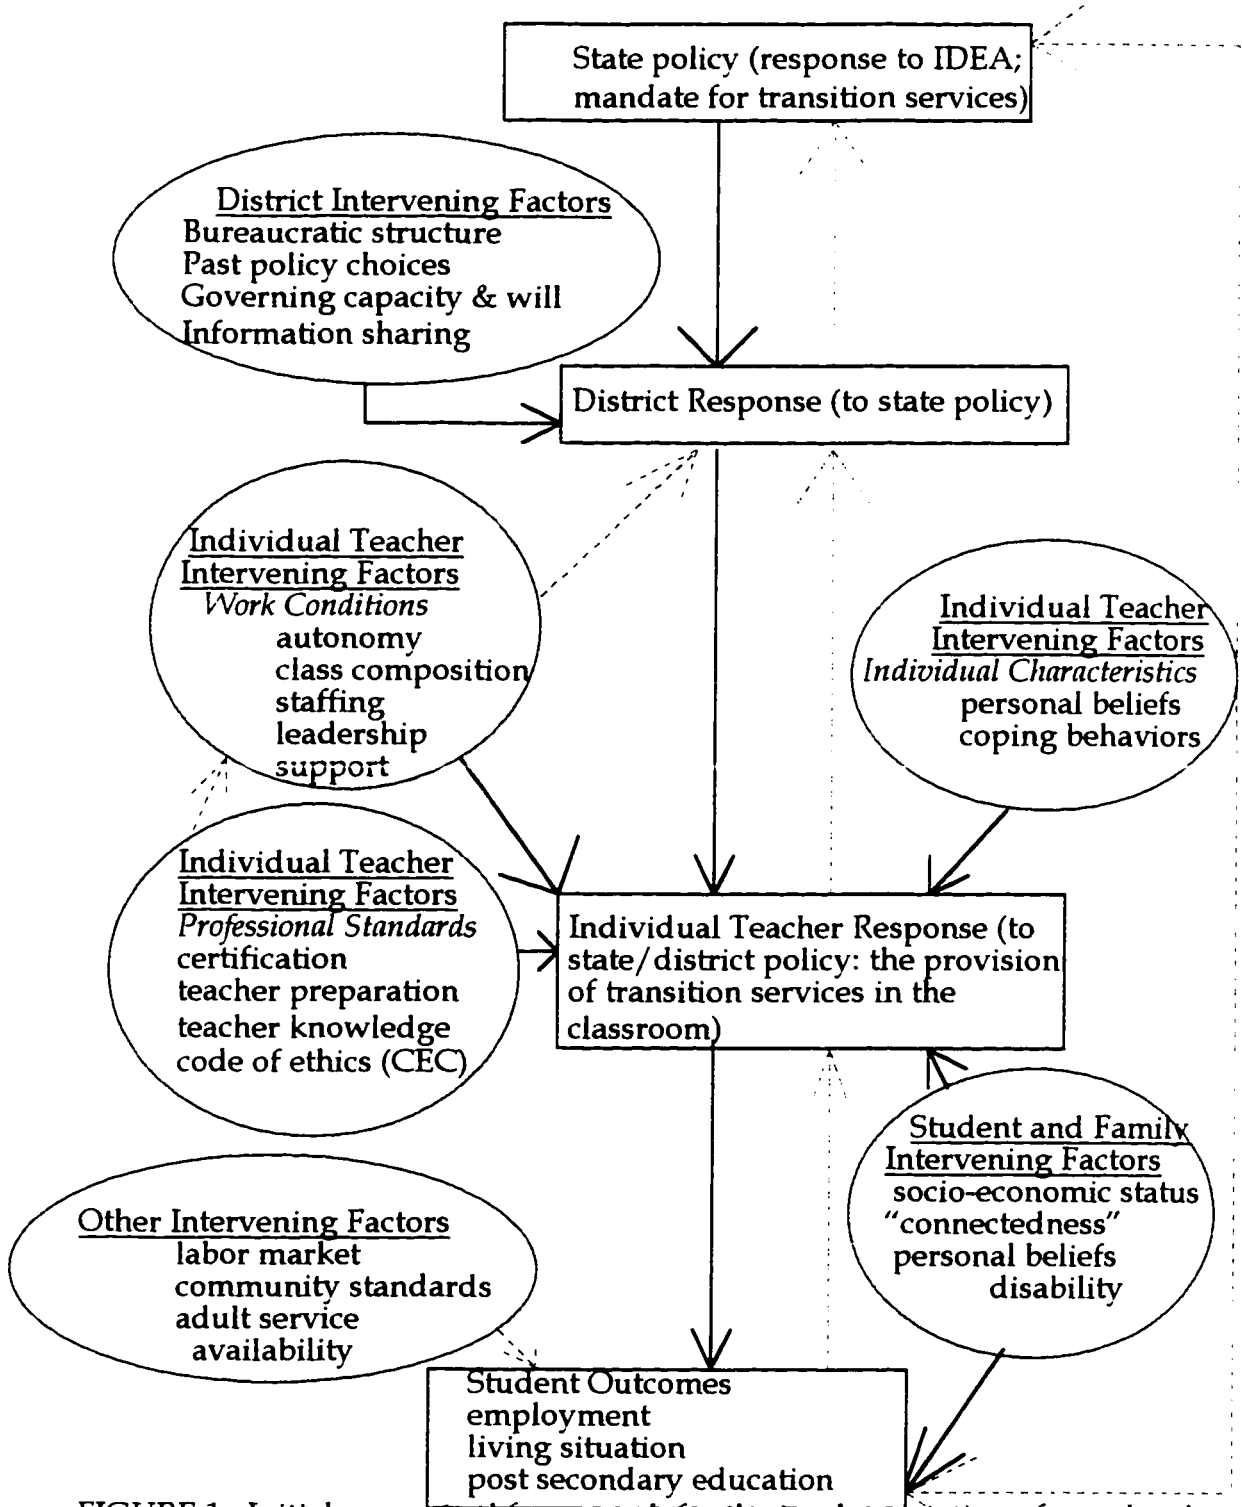 State policy (response to IDEA;
mandate for transition services)
District Intervening Factors
Bureaucratic structure
Past policy choices
Governing capacity & will
Information sharing
District Response (to state policy)
Individual Teacher
Intervening Factors
Work Conditions
autonomy
class composition
staffing
leadership
support
Individual Teacher
Intervening Factors
Individual Characteristics
personal beliefs
coping behaviors
Individual Teacher
Intervening Factors
Professional Standards
certification
teacher preparation
teacher knowledge
code of ethics (CEC)
Individual Teacher Response (to
state/district policy: the provision
of transition services in the
classroom)
Student and Family
Intervening Factors
socio-economic status
"connectedness"
personal beliefs
disability
Other Intervening Factors
labor market
community standards
adult service
availability
Student Outcomes
employment
living situation
post secondary education
FIGURE 1. Initial